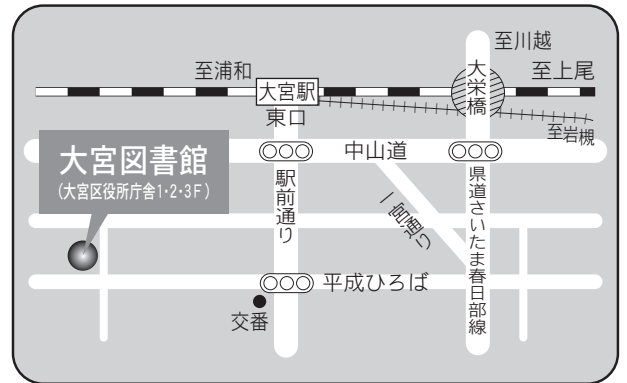 至川越
至浦和
大宮駅
東口
大栄橋
至上尾
至岩槻
大宮図書館
(大宮区役所庁舎1・2・3F)
中山道
駅前通り
一宮通り
県道さいたま春日部線
平成ひろば
交番